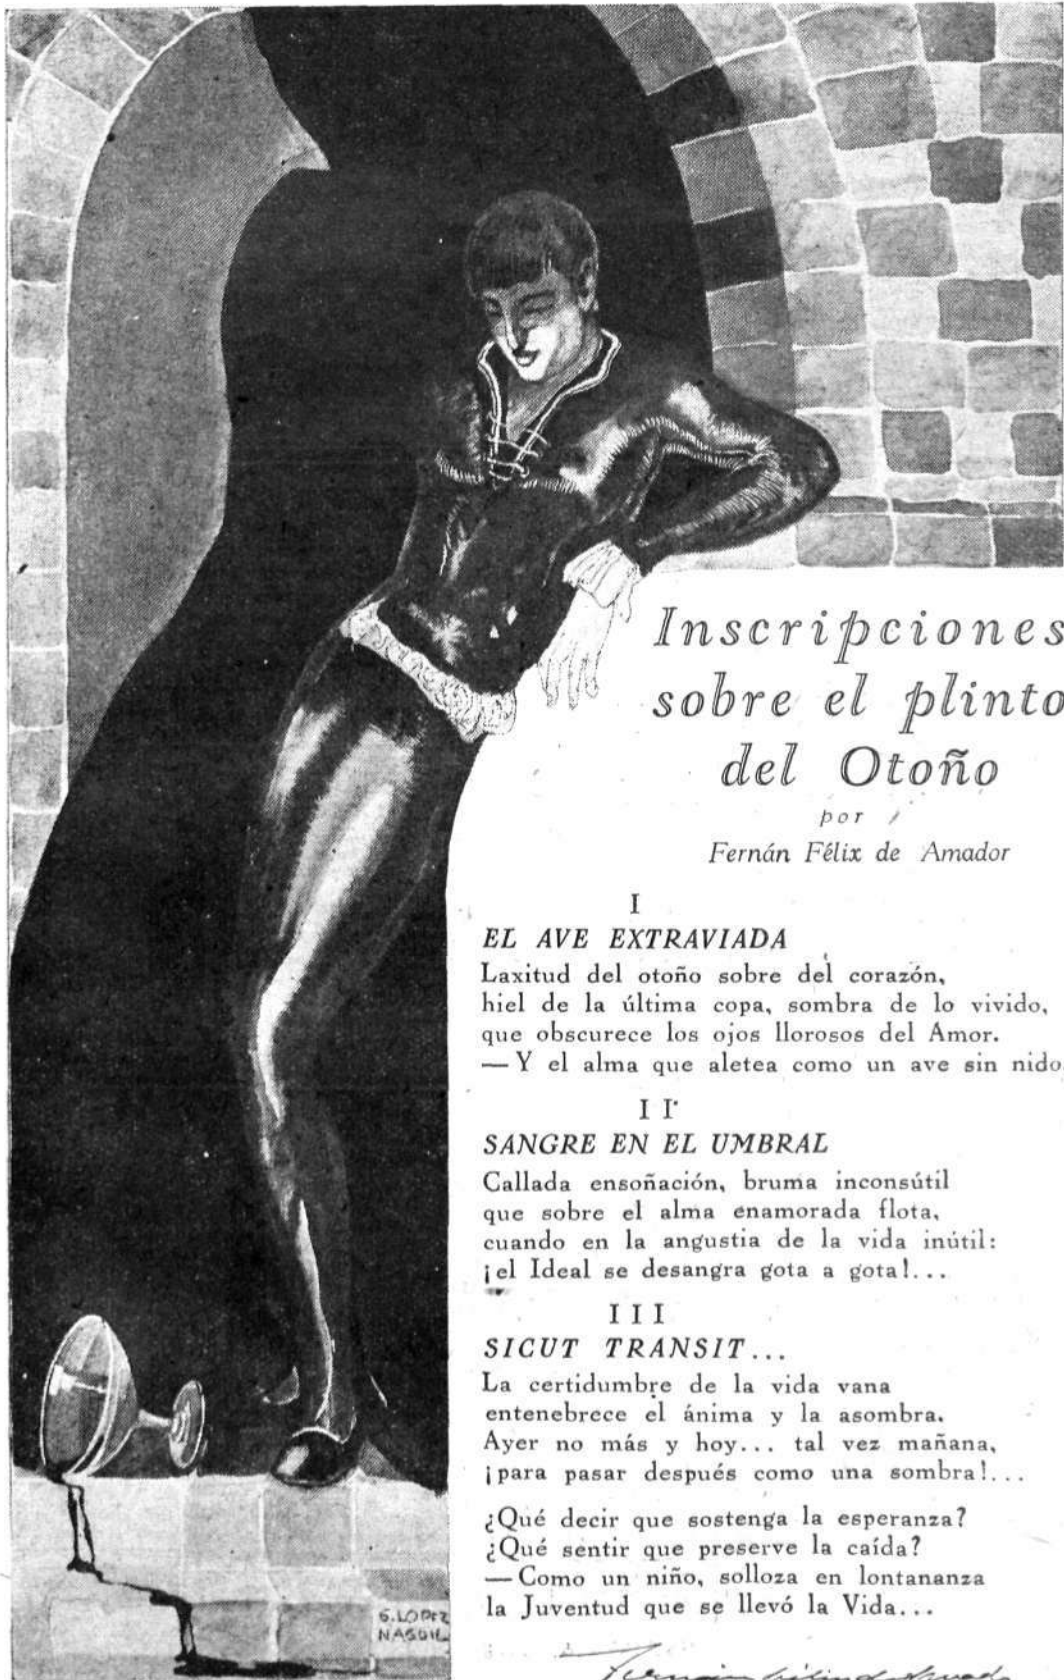 Inscripciones
sobre el plinto
del Otoño
por
Fernán Félix de Amador
I
EL AVE EXTRAVIADA
Laxitud del otoño sobre del corazón,
hiel de la última copa, sombra de lo vivido,
que obscurece los ojos llorosos del Amor.
— Y el alma que aletea como un ave sin nido.
II
SANGRE EN EL UMBRAL
Callada ensoñación, bruma inconsútil
que sobre el alma enamorada flota,
cuando en la angustia de la vida inútil:
¡el Ideal se desangra gota a gota!...
III
SICUT TRANSIT...
La certidumbre de la vida vana
entenebrece el ánima y la asombra.
Ayer no más y hoy... tal vez mañana,
¡para pasar después como una sombra!...
¿Qué decir que sostenga la esperanza?
¿Qué sentir que preserve la caída?
— Como un niño, solloza en lontananza
la Juventud que se llevó la Vida...
S. LOPEZ
NAGUIL